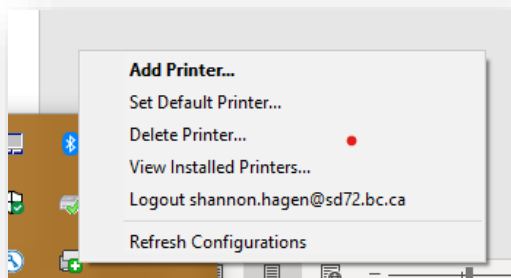 Add Printer...
Set Default Printer...
Delete Printer...
View Installed Printers...
Logout shannon.hagen@sd72.bc.ca
Refresh Configurations